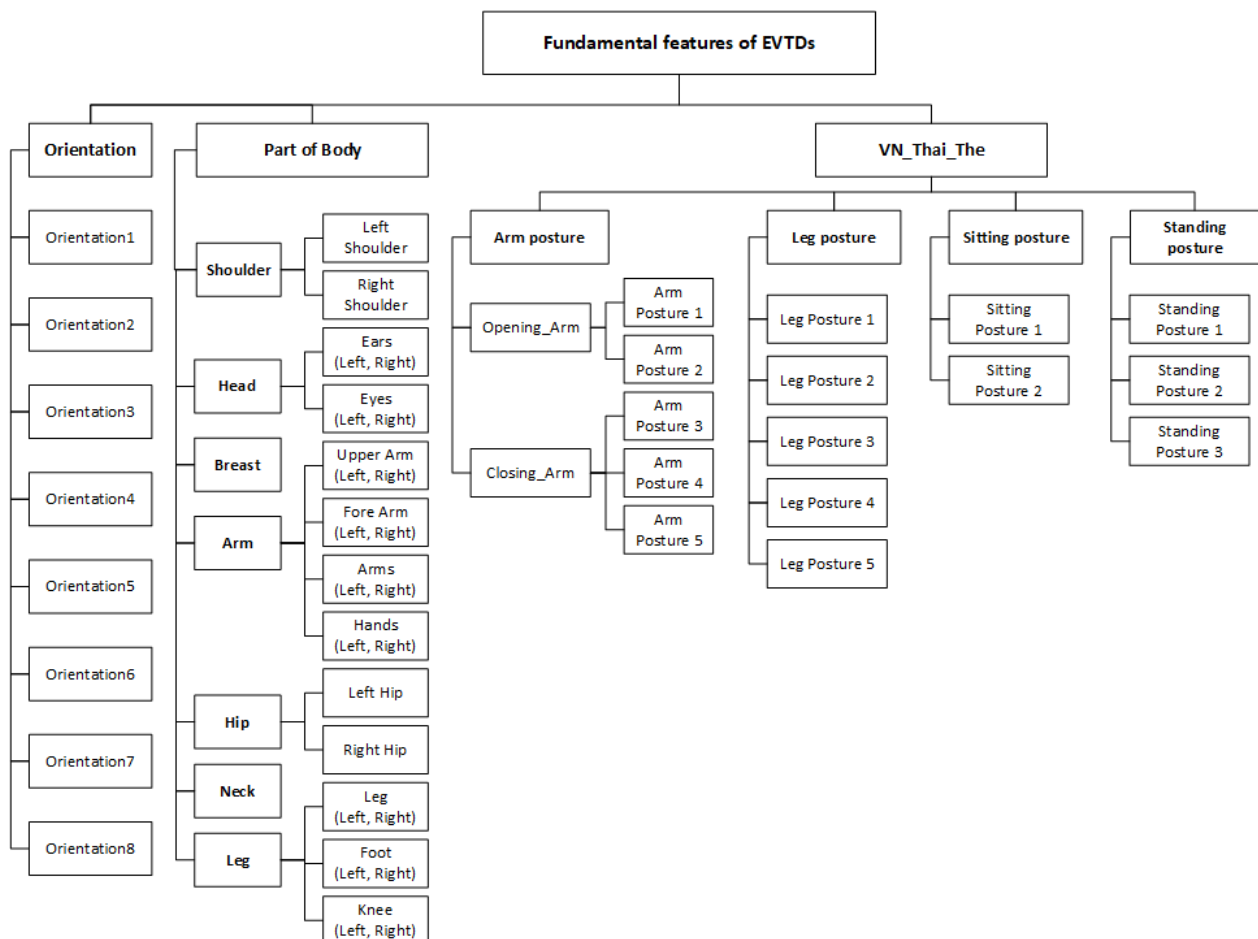 Fundamental features of EVTDs
Orientation
Orientation1
Orientation2
Orientation3
Orientation4
Orientation5
Orientation6
Orientation7
Orientation8
Part of Body
Shoulder
Left
Shoulder
Right
Shoulder
Head
Ears
(Left, Right)
Eyes
(Left, Right)
Breast
Arm
Upper Arm
(Left, Right)
Fore Arm
(Left, Right)
Arms
(Left, Right)
Hands
(Left, Right)
Hip
Left Hip
Right Hip
Neck
Leg
Leg
(Left, Right)
Foot
(Left, Right)
Knee
(Left, Right)
VN_Thai_The
Arm posture
Opening_Arm
Arm
Posture 1
Arm
Posture 2
Closing_Arm
Arm
Posture 3
Arm
Posture 4
Arm
Posture 5
Leg posture
Leg Posture 1
Leg Posture 2
Leg Posture 3
Leg Posture 4
Leg Posture 5
Sitting posture
Sitting
Posture 1
Sitting
Posture 2
Standing
posture
Standing
Posture 1
Standing
Posture 2
Standing
Posture 3